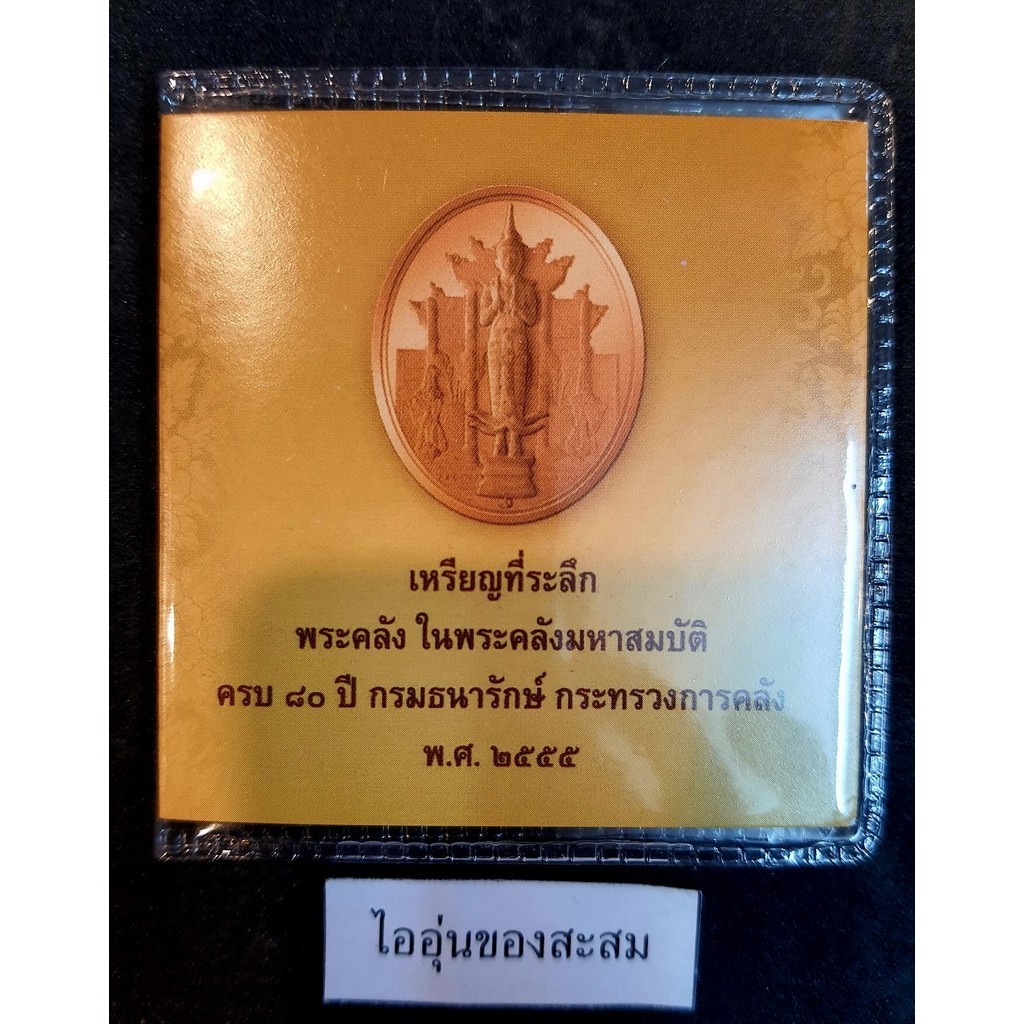 เหรียญที่ระลึก
พระคลัง ในพระคลังมหาสมบัติ
ครบ ๘๐ ปี กรมธนารักษ์ กระทรวงการคลัง
พ.ศ. ๒๕๕๕
ไออุ่นของสะสม